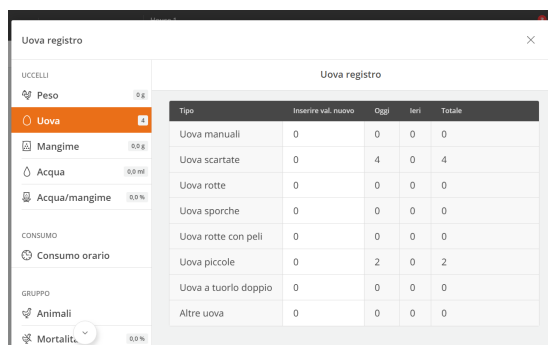 Uova registro
UCCELLI
Peso 0 g
Uova 4
Mangime 0,0 g
Acqua 0,0 ml
Acqua/mangime 0,0 %
CONSUMO
Consumo orario
GRUPPO
Animali
Mortalità 0,0 %
Uova registro
Tipo Inserire val. nuovo Oggi Ieri Totale
Uova manuali 0 0 0 0
Uova scartate 0 4 0 4
Uova rotte 0 0 0 0
Uova sporche 0 0 0 0
Uova rotte con peli 0 0 0 0
Uova piccole 0 2 0 2
Uova a tuorlo doppio 0 0 0 0
Altre uova 0 0 0 0